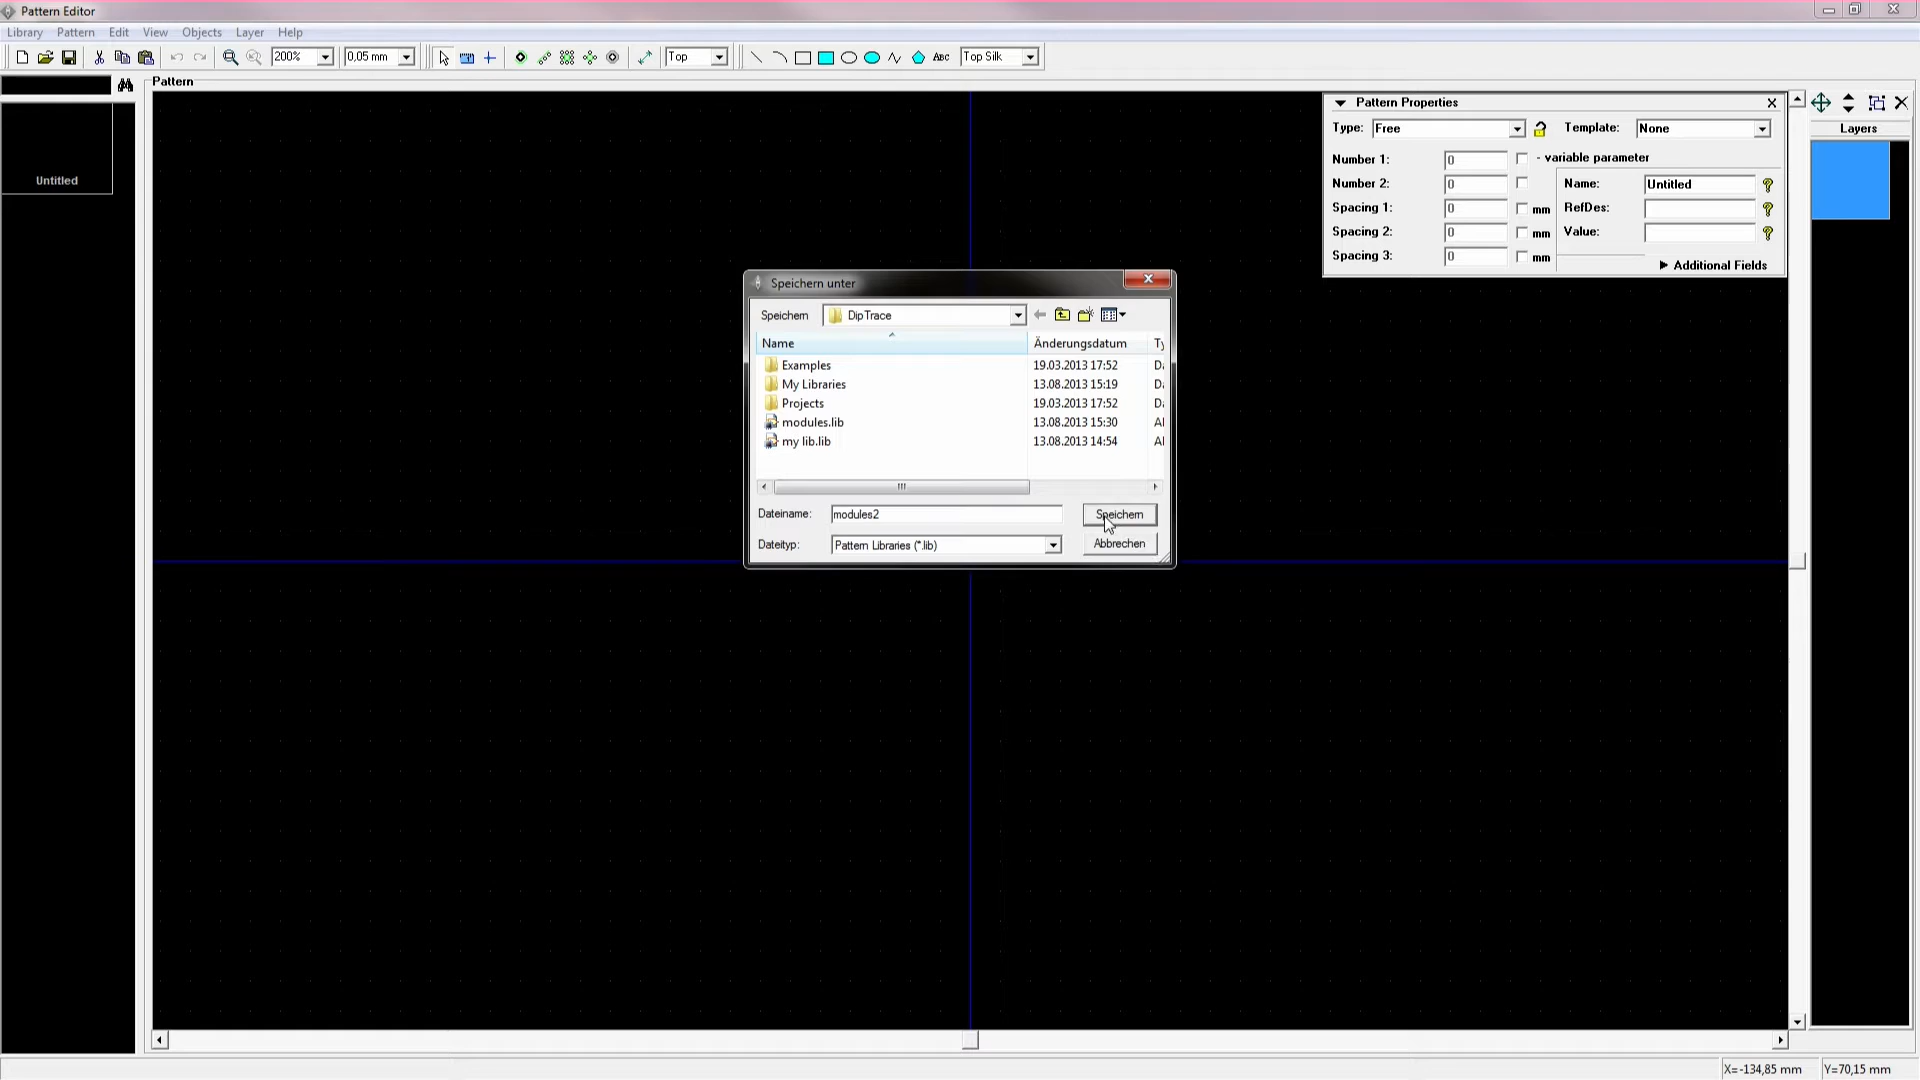 Pattern Editor
Library Pattern Edit View Objects Layer Help
200% 0,05 mm Top Abc Top Silk
Pattern
Untitled
Pattern Properties
Layers
Type: Free Template: None
Number 1: 0 - variable parameter
Number 2: 0 Name: Untitled
Spacing 1: 0 mm RefDes:
Spacing 2: 0 mm Value:
Spacing 3: 0 mm Additional Fields
Speichern unter
Speichern DipTrace
Name Änderungsdatum
Examples 19.03.2013 17:52
My Libraries 13.08.2013 15:19
Projects 19.03.2013 17:52
modules.lib 13.08.2013 15:30
my lib.lib 13.08.2013 14:54
Dateiname: modules2 Speichern
Dateityp: Pattern Libraries (*.lib) Abbrechen
X=-134,85 mm Y=70,15 mm